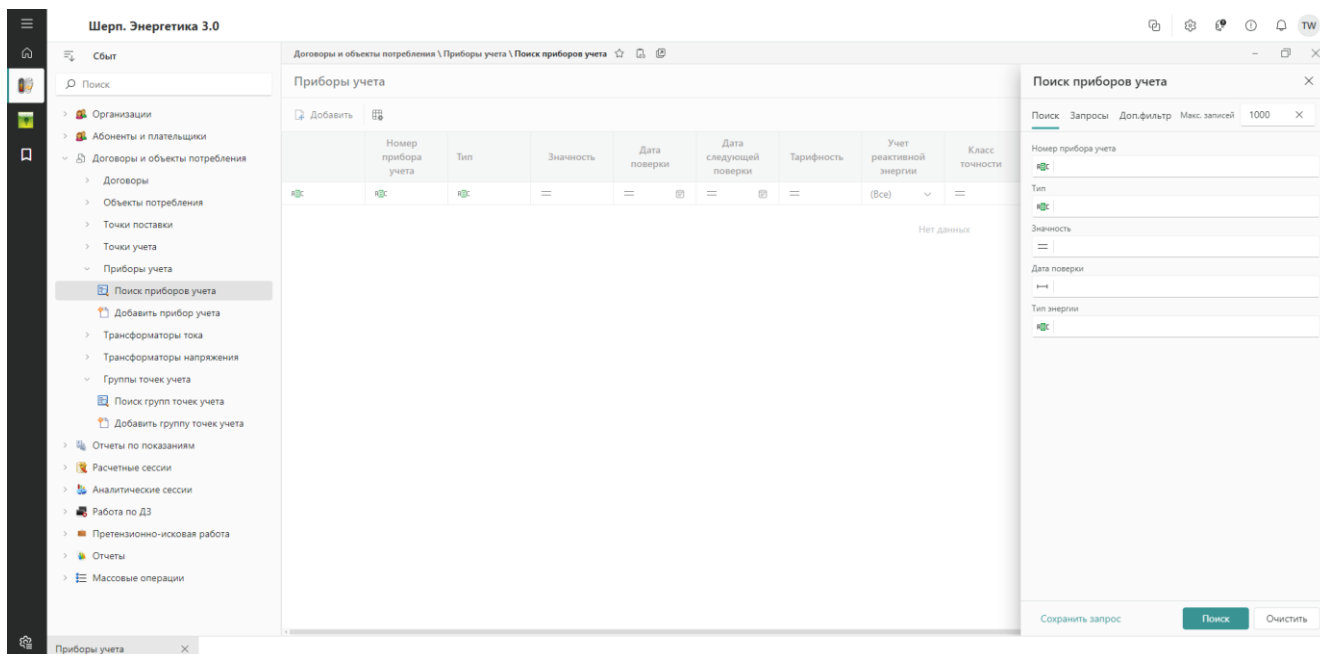 Шерп. Энергетика 3.0
TW
Сбыт
Поиск
Организации
Абоненты и плательщики
Договоры и объекты потребления
Договоры
Объекты потребления
Точки поставки
Точки учета
Приборы учета
Поиск приборов учета
Добавить прибор учета
Трансформаторы тока
Трансформаторы напряжения
Группы точек учета
Поиск групп точек учета
Добавить группу точек учета
Отчеты по показаниям
Расчетные сессии
Аналитические сессии
Работа по ДЗ
Претензионно-исковая работа
Отчеты
Массовые операции
Договоры и объекты потребления \ Приборы учета \ Поиск приборов учета
Приборы учета
Добавить
Номер
прибора
учета
Тип
Значность
Дата
поверки
Дата
следующей
поверки
Тарифность
Учет
реактивной
энергии
Класс
точности
(Все)
Нет данных
Поиск приборов учета
Поиск Запросы Доп.фильтр Макс. записей 1000
Номер прибора учета
Тип
Значность
Дата поверки
Тип энергии
Сохранить запрос Поиск Очистить
Приборы учета